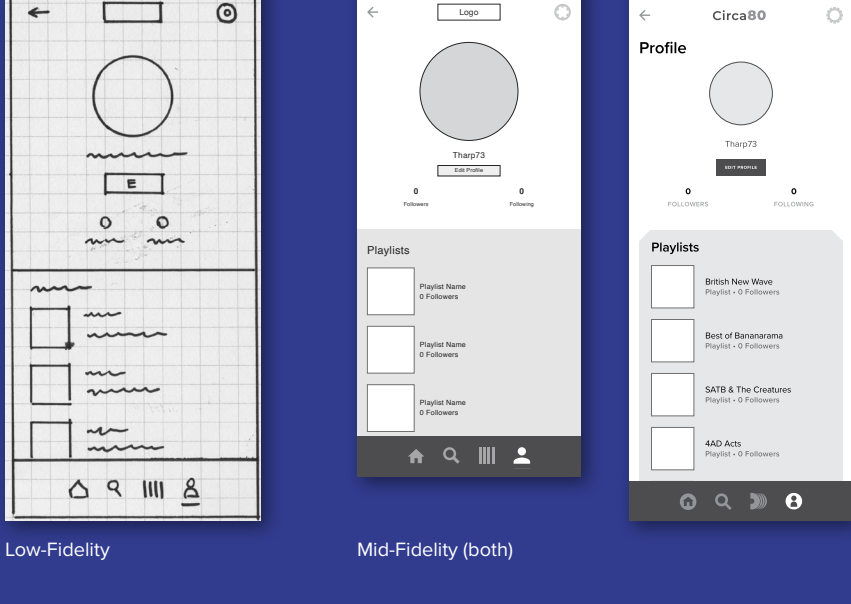 E
Low-Fidelity
Logo
Tharp73
Edit Profile
0 0
Followers Following
Playlists
Playlist Name
0 Followers
Playlist Name
0 Followers
Playlist Name
0 Followers
Mid-Fidelity (both)
Circa80
Profile
Tharp73
EDIT PROFILE
0 0
FOLLOWERS FOLLOWING
Playlists
British New Wave
Playlist • 0 Followers
Best of Bananarama
Playlist • 0 Followers
SATB & The Creatures
Playlist • 0 Followers
4AD Acts
Playlist • 0 Followers